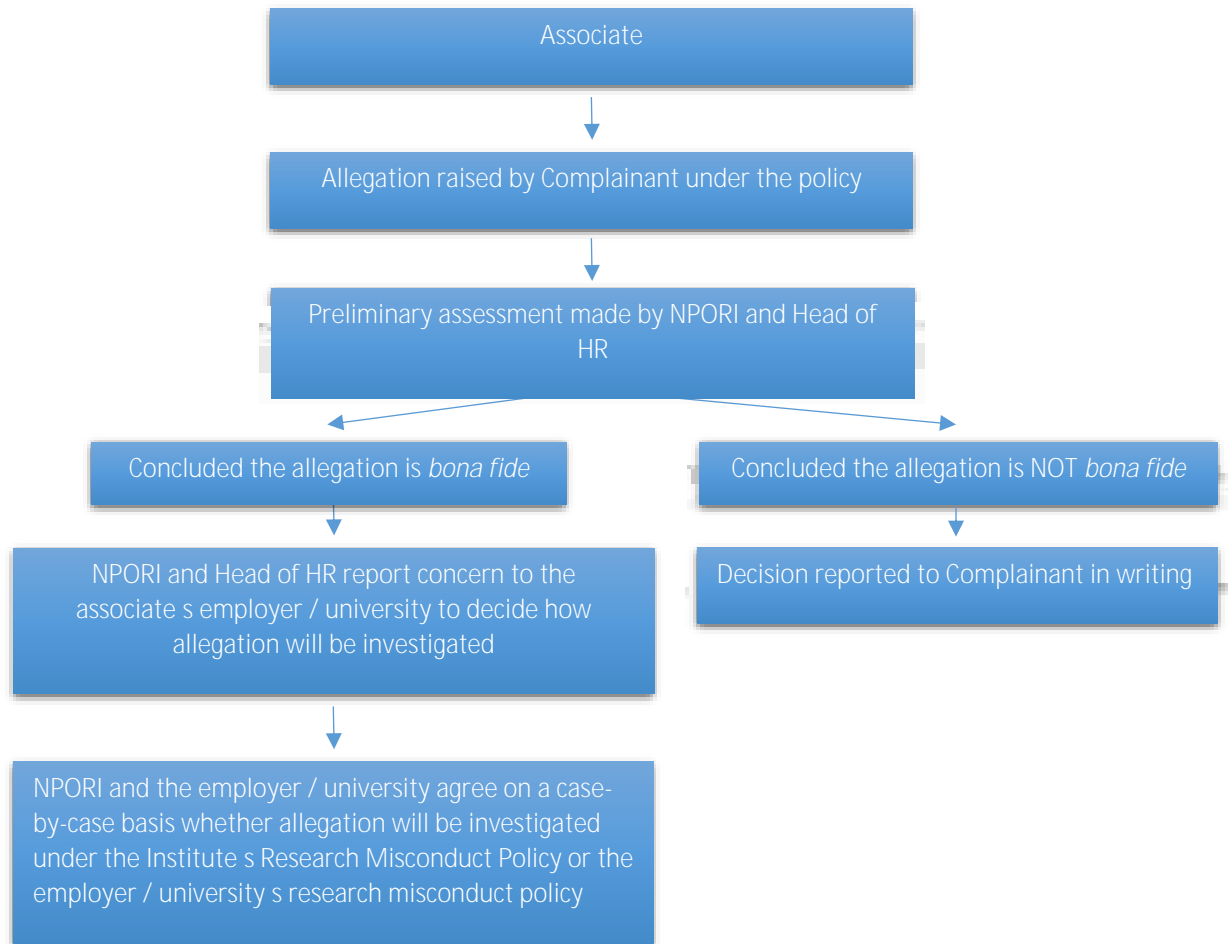 Associate
Allegation raised by Complainant under the policy
Preliminary assessment made by NPORI and Head of
HR
Concluded the allegation is bona fide
Concluded the allegation is NOT bona fide
NPORI and Head of HR report concern to the
associate s employer / university to decide how
allegation will be investigated
Decision reported to Complainant in writing
NPORI and the employer / university agree on a case-
by-case basis whether allegation will be investigated
under the Institute s Research Misconduct Policy or the
employer / university s research misconduct policy